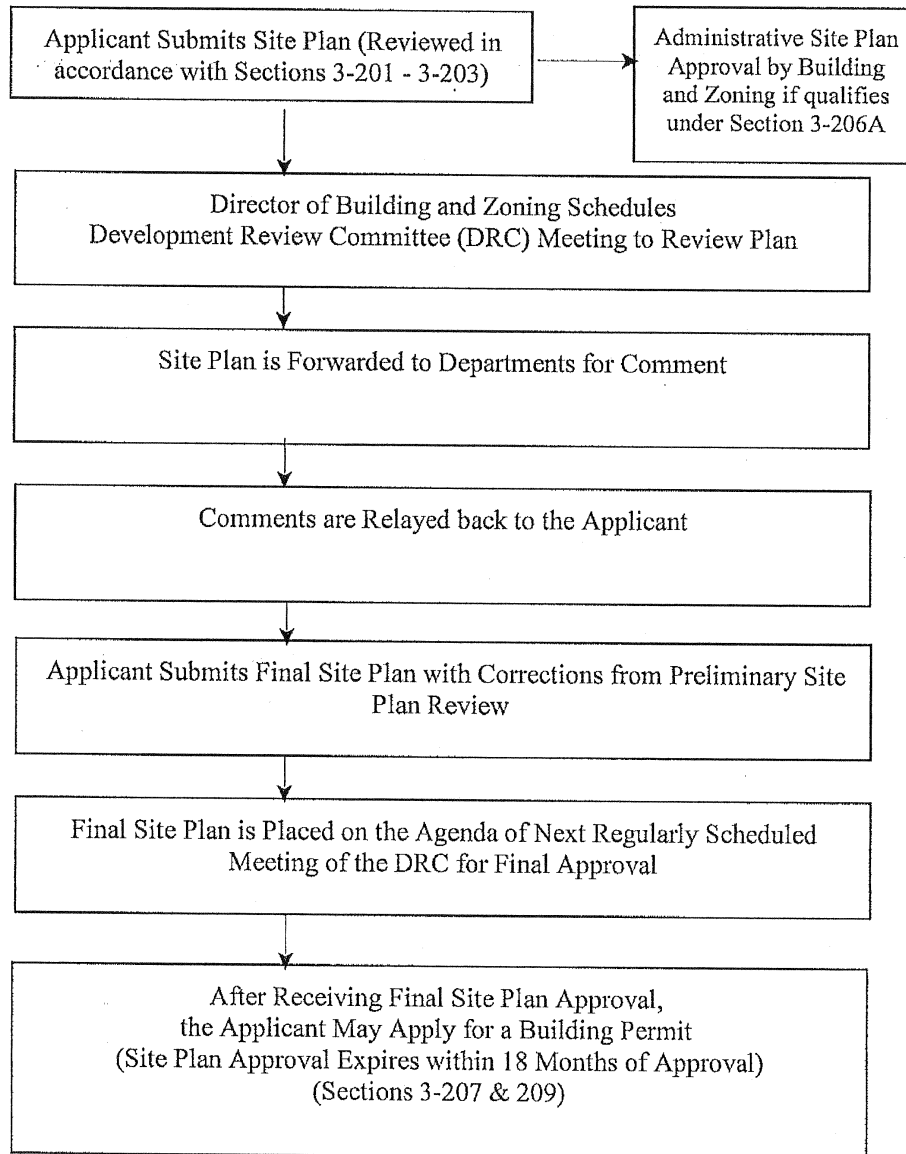 Applicant Submits Site Plan (Reviewed in
accordance with Sections 3-201 - 3-203)
Administrative Site Plan
Approval by Building
and Zoning if qualifies
under Section 3-206A
Director of Building and Zoning Schedules
Development Review Committee (DRC) Meeting to Review Plan
Site Plan is Forwarded to Departments for Comment
Comments are Relayed back to the Applicant
Applicant Submits Final Site Plan with Corrections from Preliminary Site
Plan Review
Final Site Plan is Placed on the Agenda of Next Regularly Scheduled
Meeting of the DRC for Final Approval
After Receiving Final Site Plan Approval,
the Applicant May Apply for a Building Permit
(Site Plan Approval Expires within 18 Months of Approval)
(Sections 3-207 & 209)